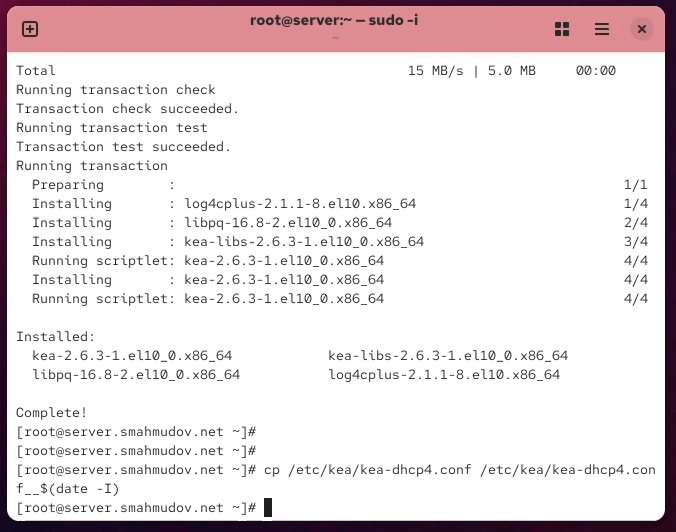 root@server:~ — sudo -i
~
Total 15 MB/s | 5.0 MB 00:00
Running transaction check
Transaction check succeeded.
Running transaction test
Transaction test succeeded.
Running transaction
Preparing : 1/1
Installing : log4cplus-2.1.1-8.el10.x86_64 1/4
Installing : libpq-16.8-2.el10_0.x86_64 2/4
Installing : kea-libs-2.6.3-1.el10_0.x86_64 3/4
Running scriptlet: kea-2.6.3-1.el10_0.x86_64 4/4
Installing : kea-2.6.3-1.el10_0.x86_64 4/4
Running scriptlet: kea-2.6.3-1.el10_0.x86_64 4/4
Installed:
kea-2.6.3-1.el10_0.x86_64 kea-libs-2.6.3-1.el10_0.x86_64
libpq-16.8-2.el10_0.x86_64 log4cplus-2.1.1-8.el10.x86_64
Complete!
[root@server.smahmudov.net ~]#
[root@server.smahmudov.net ~]#
[root@server.smahmudov.net ~]# cp /etc/kea/kea-dhcp4.conf /etc/kea/kea-dhcp4.con
f__$(date -I)
[root@server.smahmudov.net ~]#